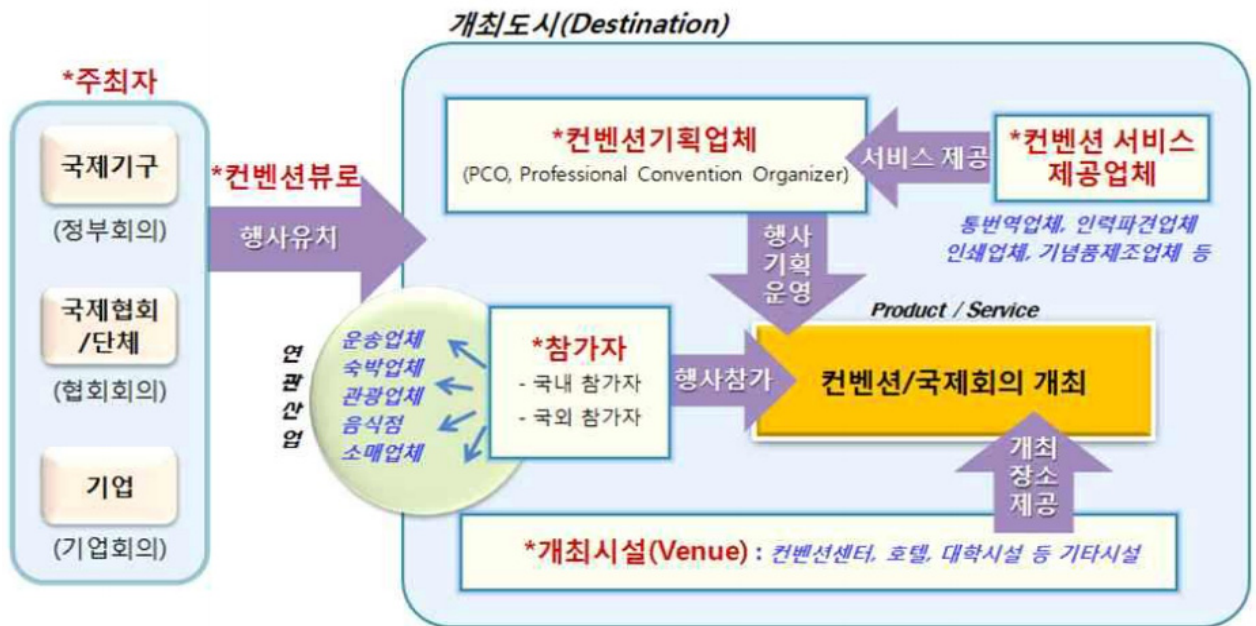 개최도시(Destination)
*주최자
국제기구
(정부회의)
국제협회
/단체
(협회회의)
기업
(기업회의)
*컨벤션뷰로
행사유치
*컨벤션기획업체
(PCO, Professional Convention Organizer)
서비스 제공
*컨벤션 서비스
제공업체
통번역업체, 인력파견업체
인쇄업체, 기념품제조업체 등
행사
기획
운영
연
관
산
업
운송업체
숙박업체
관광업체
음식점
소매업체
*참가자
- 국내 참가자
- 국외 참가자
행사참가
Product / Service
컨벤션/국제회의 개최
개최
장소
제공
*개최시설(Venue) : 컨벤션센터, 호텔, 대학시설 등 기타시설